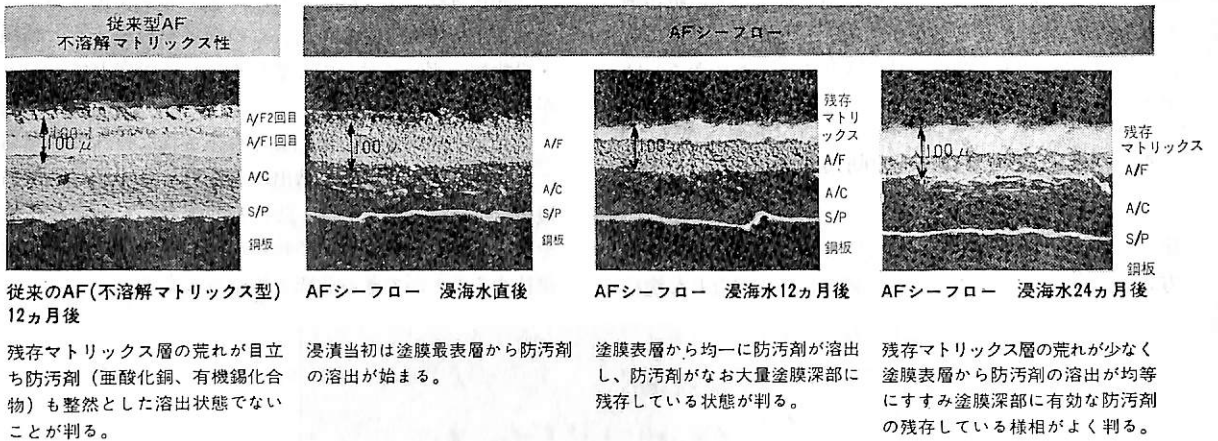 従来型AF
不溶解マトリックス性
AFシーフロー
A/F2回目
A/F1回目
A/C
S/P
鋼板
100μ
従来のAF(不溶解マトリックス型)
12ヵ月後
残存マトリックス層の荒れが目立
ち防汚剤(亜酸化銅、有機錫化合
物)も整然とした溶出状態でない
ことが判る。
100μ
A/F
A/C
S/P
鋼板
AFシーフロー 浸海水直後
浸漬当初は塗膜最表層から防汚剤
の溶出が始まる。
100
残存
マトリ
ックス
A/F
A/C
S/P
鋼板
AFシーフロー 浸海水12ヵ月後
塗膜表層から均一に防汚剤が溶出
し、防汚剤がなお大量塗膜深部に
残存している状態が判る。
100μ
残存
マトリックス
A/F
A/C
S/P
鋼板
AFシーフロー 浸海水24ヵ月後
残存マトリックス層の荒れが少なく
塗膜表層から防汚剤の溶出が均等
にすすみ塗膜深部に有効な防汚剤
の残存している様相がよく判る。